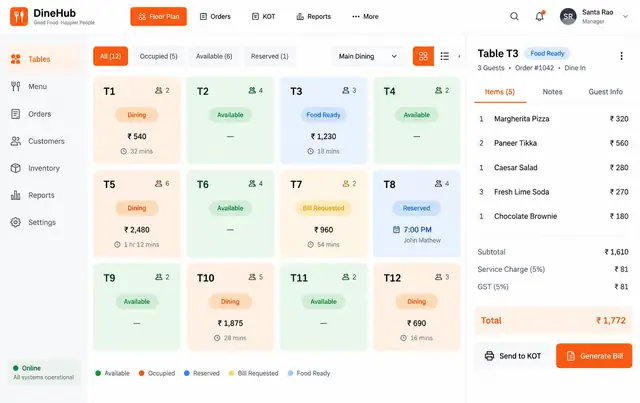 DineHub
Good Food. Happier People
Floor Plan
Orders
KOT
Reports
More
SR
Santa Rao
Manager
Tables
Menu
Orders
Customers
Inventory
Reports
Settings
Online
All systems operational
All (12)
Occupied (5)
Available (6)
Reserved (1)
Main Dining
T1 2
Dining
₹ 540
32 mins
T2 4
Available
—
T3 3
Food Ready
₹ 1,230
18 mins
T4 2
Available
—
T5 6
Dining
₹ 2,480
1 hr 12 mins
T6 4
Available
—
T7 2
Bill Requested
₹ 960
54 mins
T8 4
Reserved
7:00 PM
John Mathew
T9 2
Available
—
T10 5
Dining
₹ 1,875
28 mins
T11 2
Available
—
T12 3
Dining
₹ 690
16 mins
Available
Occupied
Reserved
Bill Requested
Food Ready
Table T3 Food Ready
3 Guests • Order #1042 • Dine In
Items (5) Notes Guest Info
1 Margherita Pizza ₹ 320
2 Paneer Tikka ₹ 560
1 Caesar Salad ₹ 280
3 Fresh Lime Soda ₹ 270
1 Chocolate Brownie ₹ 180
Subtotal ₹ 1,610
Service Charge (5%) ₹ 81
GST (5%) ₹ 81
Total ₹ 1,772
Send to KOT
Generate Bill